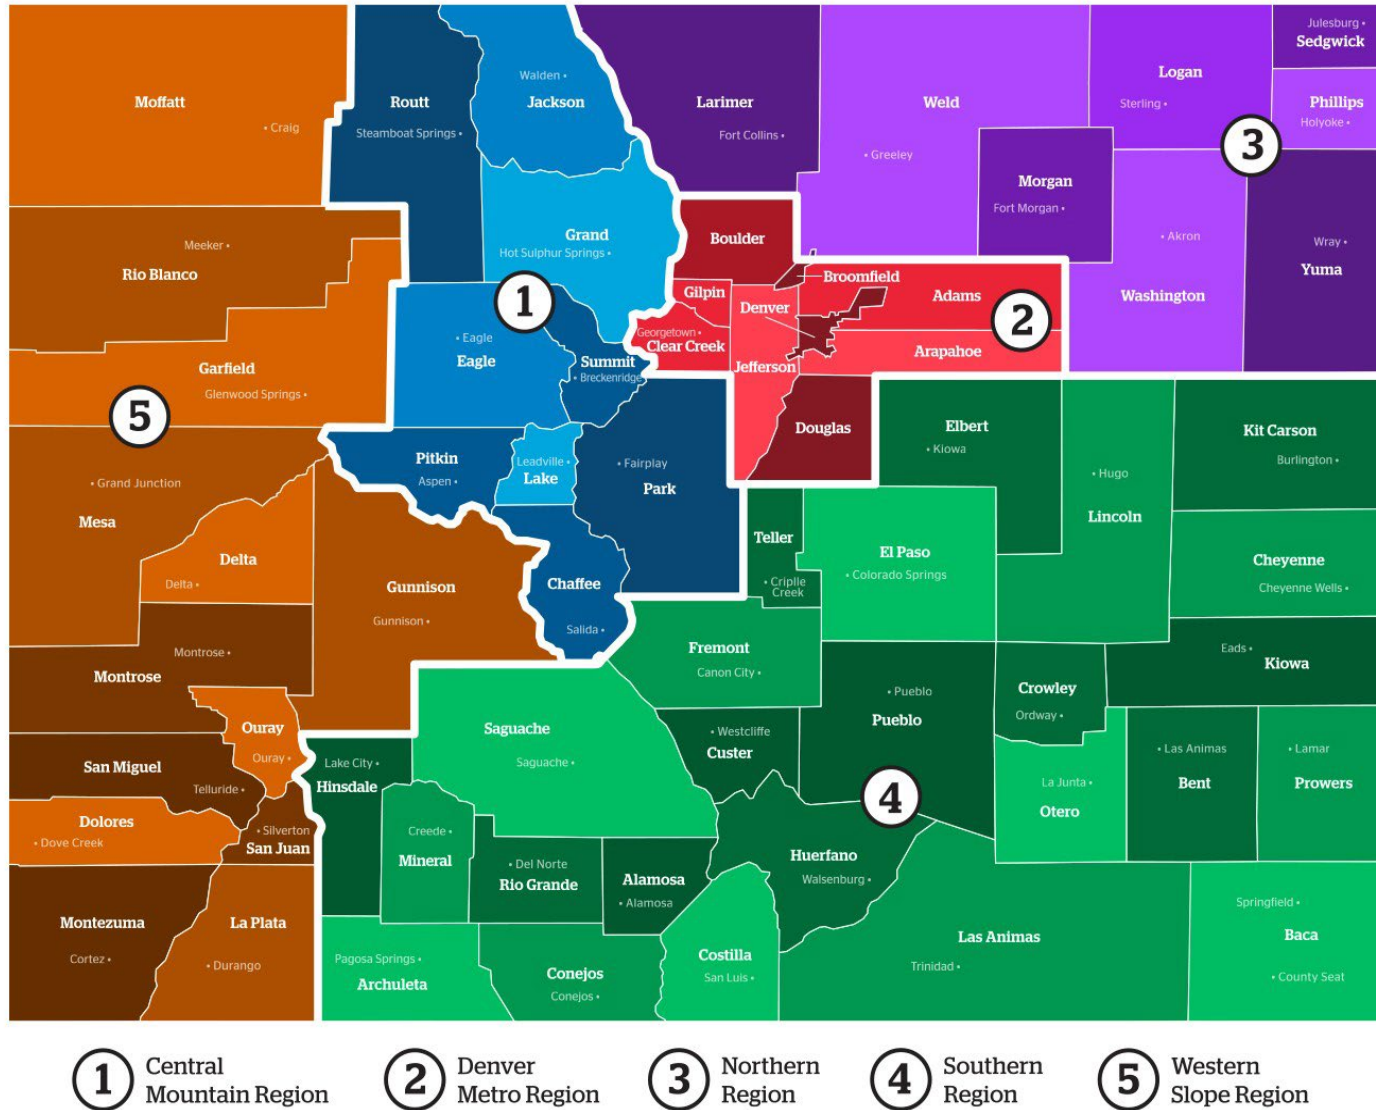 Moffatt
Craig
Routt
Steamboat Springs
Walden
Jackson
Larimer
Fort Collins
Weld
Greeley
Logan
Sterling
Julesburg
Sedgwick
Phillips
Holyoke
3
Morgan
Fort Morgan
Akron
Washington
Wray
Yuma
Meeker
Rio Blanco
Grand
Hot Sulphur Springs
1
Boulder
Broomfield
Gilpin
Denver
Adams
2
Georgetown
Clear Creek
Jefferson
Arapahoe
Eagle
Eagle
Summit
Breckenridge
Garfield
Glenwood Springs
5
Douglas
Elbert
Kiowa
Kit Carson
Burlington
Pitkin
Aspen
Leadville
Lake
Fairplay
Park
Grand Junction
Mesa
Hugo
Lincoln
Delta
Delta
Gunnison
Gunnison
Chaffee
Salida
Teller
Criplle
Creek
El Paso
Colorado Springs
Cheyenne
Cheyenne Wells
Montrose
Montrose
Fremont
Canon City
Eads
Kiowa
Crowley
Ordway
Pueblo
Pueblo
Ouray
Ouray
Saguache
Saguache
Westcliffe
Custer
San Miguel
Telluride
Lake City
Hinsdale
4
La Junta
Otero
Las Animas
Bent
Lamar
Prowers
Dolores
Dove Creek
Silverton
San Juan
Creede
Mineral
Del Norte
Rio Grande
Alamosa
Alamosa
Huerfano
Walsenburg
Montezuma
Cortez
La Plata
Durango
Pagosa Springs
Archuleta
Conejos
Conejos
Costilla
San Luis
Las Animas
Trinidad
Springfield
Baca
County Seat
1 Central
Mountain Region
2 Denver
Metro Region
3 Northern
Region
4 Southern
Region
5 Western
Slope Region